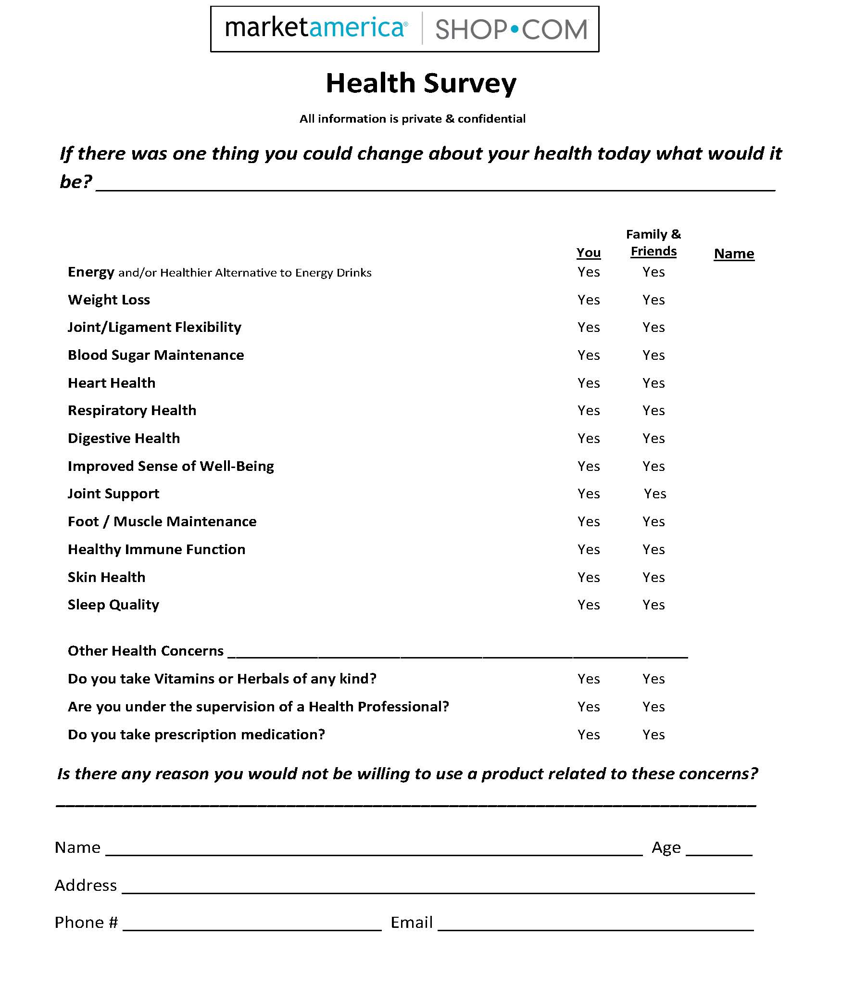 marketamerica® SHOP•COM
Health Survey
All information is private & confidential
If there was one thing you could change about your health today what would it
be? ____________________
Family &
You Friends Name
Energy and/or Healthier Alternative to Energy Drinks Yes Yes
Weight Loss Yes Yes
Joint/Ligament Flexibility Yes Yes
Blood Sugar Maintenance Yes Yes
Heart Health Yes Yes
Respiratory Health Yes Yes
Digestive Health Yes Yes
Improved Sense of Well-Being Yes Yes
Joint Support Yes Yes
Foot / Muscle Maintenance Yes Yes
Healthy Immune Function Yes Yes
Skin Health Yes Yes
Sleep Quality Yes Yes
Other Health Concerns ____________________
Do you take Vitamins or Herbals of any kind? Yes Yes
Are you under the supervision of a Health Professional? Yes Yes
Do you take prescription medication? Yes Yes
Is there any reason you would not be willing to use a product related to these concerns?
____________________
Name ____________________ Age ______
Address ____________________
Phone # ____________________ Email ____________________